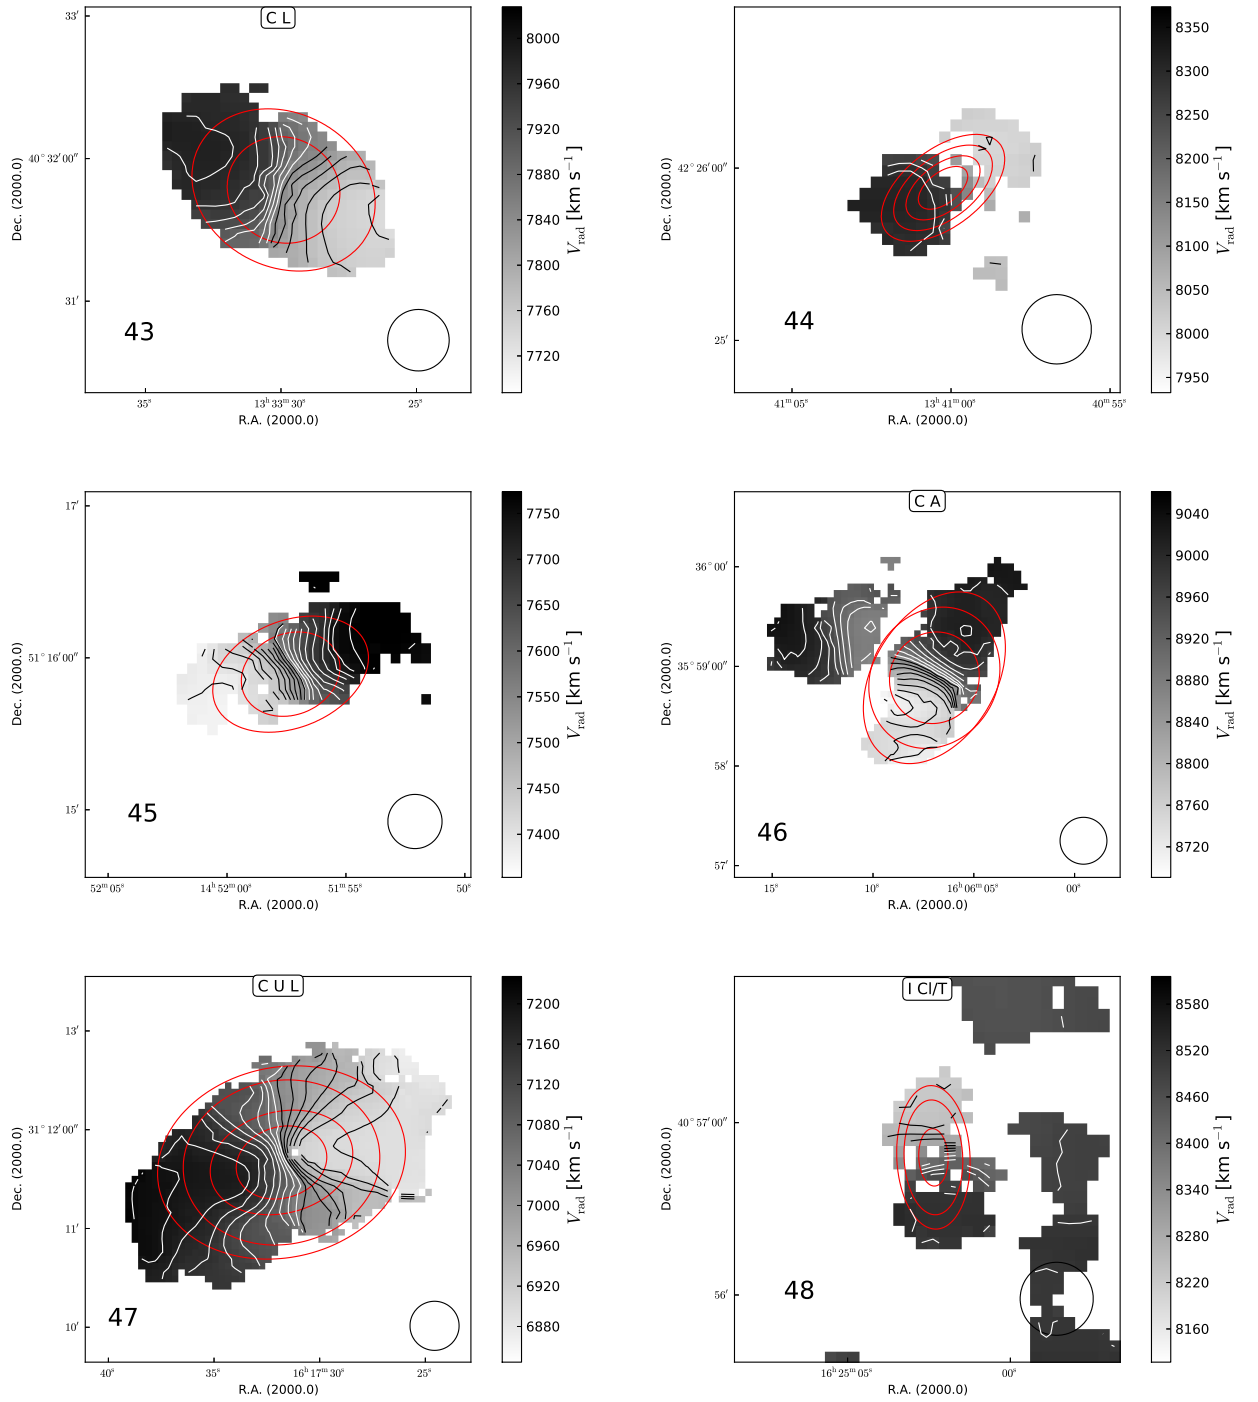 C L
33′
40°32′00″
31′
Dec. (2000.0)
43
35ˢ
13ʰ33ᵐ30ˢ
25ˢ
R.A. (2000.0)
8000
7960
7920
7880
7840
7800
7760
7720
V_rad [km s⁻¹]
42°26′00″
25′
Dec. (2000.0)
44
41ᵐ05ˢ
13ʰ41ᵐ00ˢ
40ᵐ55ˢ
R.A. (2000.0)
8350
8300
8250
8200
8150
8100
8050
8000
7950
V_rad [km s⁻¹]
17′
51°16′00″
15′
Dec. (2000.0)
45
52ᵐ05ˢ
14ʰ52ᵐ00ˢ
51ᵐ55ˢ
50ˢ
R.A. (2000.0)
7750
7700
7650
7600
7550
7500
7450
7400
V_rad [km s⁻¹]
C A
36°00′
35°59′00″
58′
57′
Dec. (2000.0)
46
15ˢ
10ˢ
16ʰ06ᵐ05ˢ
00ˢ
R.A. (2000.0)
9040
9000
8960
8920
8880
8840
8800
8760
8720
V_rad [km s⁻¹]
C U L
13′
31°12′00″
11′
10′
Dec. (2000.0)
47
40ˢ
35ˢ
16ʰ17ᵐ30ˢ
25ˢ
R.A. (2000.0)
7200
7160
7120
7080
7040
7000
6960
6920
6880
V_rad [km s⁻¹]
I Cl/T
40°57′00″
56′
Dec. (2000.0)
48
16ʰ25ᵐ05ˢ
00ˢ
R.A. (2000.0)
8580
8520
8460
8400
8340
8280
8220
8160
V_rad [km s⁻¹]